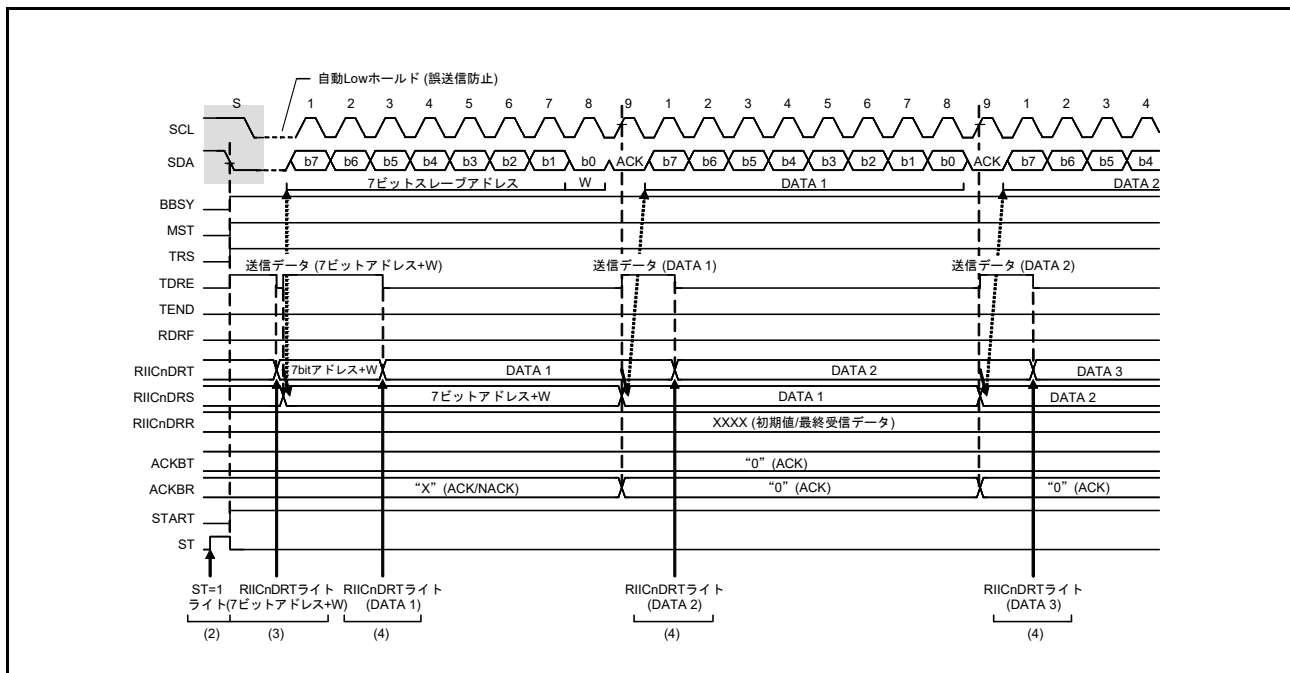 自動Lowホールド (誤送信防止)
S 1 2 3 4 5 6 7 8 9 1 2 3 4 5 6 7 8 9 1 2 3 4
SCL
SDA b7 b6 b5 b4 b3 b2 b1 b0 ACK b7 b6 b5 b4 b3 b2 b1 b0 ACK b7 b6 b5 b4
7ビットスレーブアドレス W DATA 1 DATA 2
BBSY
MST
TRS
送信データ (7ビットアドレス+W) 送信データ (DATA 1) 送信データ (DATA 2)
TDRE
TEND
RDRF
RIICnDRT 7bitアドレス+W DATA 1 DATA 2 DATA 3
RIICnDRS 7ビットアドレス+W DATA 1 DATA 2
RIICnDRR XXXX (初期値/最終受信データ)
ACKBT “0” (ACK)
ACKBR “X” (ACK/NACK) “0” (ACK) “0” (ACK)
START
ST
ST=1 RIICnDRTライト RIICnDRTライト RIICnDRTライト RIICnDRTライト
ライト (7ビットアドレス+W) (DATA 1) (DATA 2) (DATA 3)
(2) (3) (4) (4) (4)